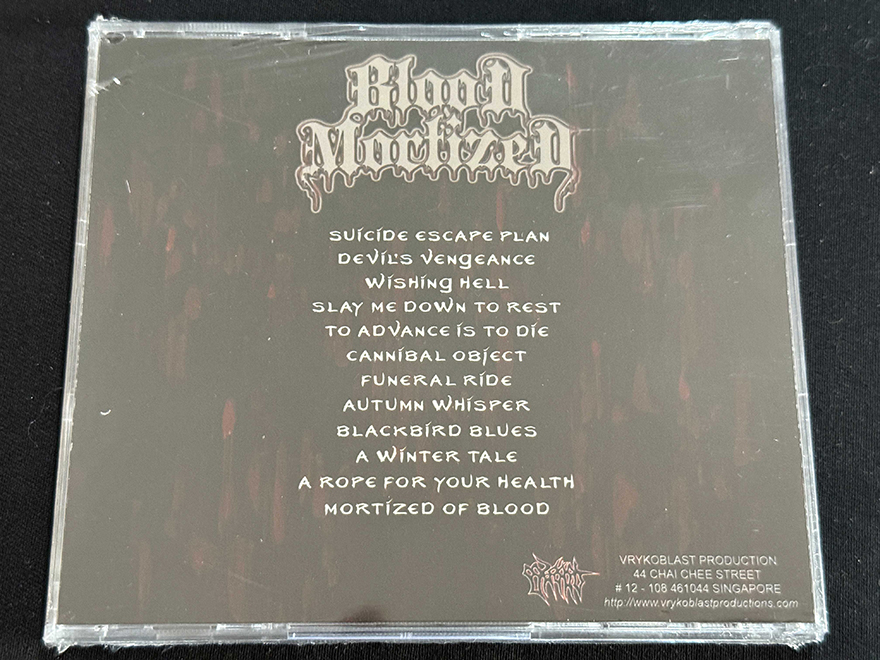 Blood
Mortized
SUICIDE ESCAPE PLAN
DEVIL'S VENGEANCE
WISHING HELL
SLAY ME DOWN TO REST
TO ADVANCE IS TO DIE
CANNIBAL OBJECT
FUNERAL RIDE
AUTUMN WHISPER
BLACKBIRD BLUES
A WINTER TALE
A ROPE FOR YOUR HEALTH
MORTIZED OF BLOOD
VRYKOBLAST PRODUCTION
44 CHAI CHEE STREET
# 12 - 108 461044 SINGAPORE
http://www.vrykoblastproductions.com